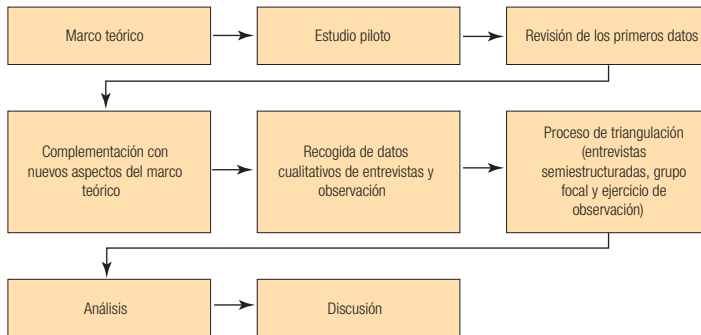 Marco teórico
Estudio piloto
Revisión de los primeros datos
Complementación con
nuevos aspectos del marco
teórico
Recogida de datos
cualitativos de entrevistas y
observación
Proceso de triangulación
(entrevistas
semiestructuradas, grupo
focal y ejercicio de
observación)
Análisis
Discusión